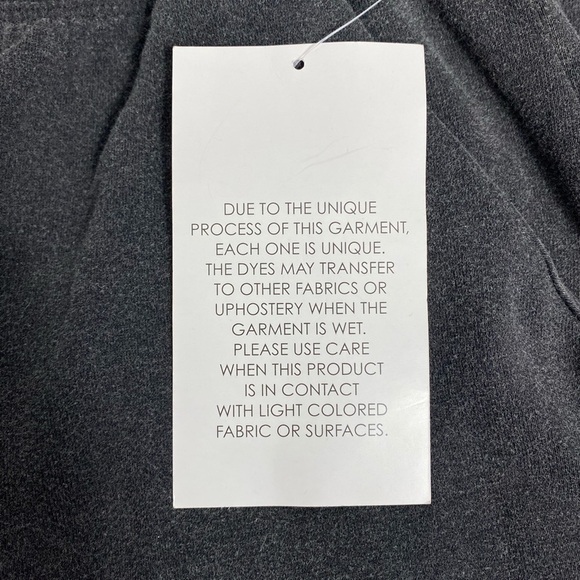 DUE TO THE UNIQUE
PROCESS OF THIS GARMENT,
EACH ONE IS UNIQUE.
THE DYES MAY TRANSFER
TO OTHER FABRICS OR
UPHOSTERY WHEN THE
GARMENT IS WET.
PLEASE USE CARE
WHEN THIS PRODUCT
IS IN CONTACT
WITH LIGHT COLORED
FABRIC OR SURFACES.